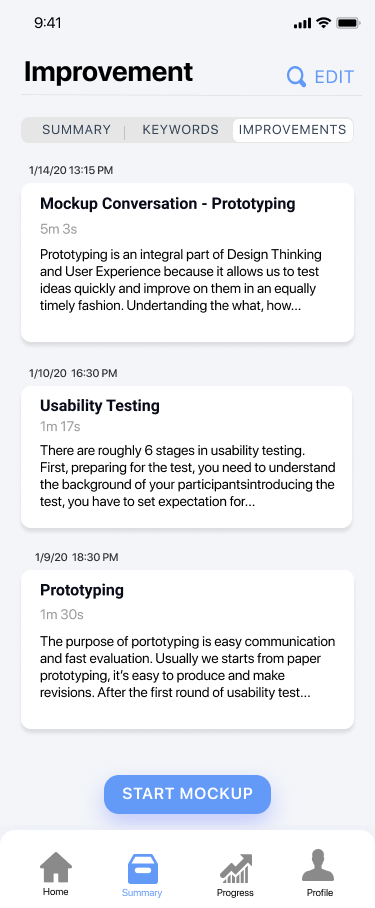 9:41
Improvement
EDIT
SUMMARY
KEYWORDS
IMPROVEMENTS
1/14/20 13:15 PM
Mockup Conversation - Prototyping
5m 3s
Prototyping is an integral part of Design Thinking
and User Experience because it allows us to test
ideas quickly and improve on them in an equally
timely fashion. Undertanding the what, how...
1/10/20 16:30 PM
Usability Testing
1m 17s
There are roughly 6 stages in usability testing.
First, preparing for the test, you need to understand
the background of your participantsintroducing the
test, you have to set expectation for...
1/9/20 18:30 PM
Prototyping
1m 30s
The purpose of portotyping is easy communication
and fast evaluation. Usually we starts from paper
prototyping, it's easy to produce and make
revisions. After the first round of usability test...
START MOCKUP
Home
Summary
Progress
Profile